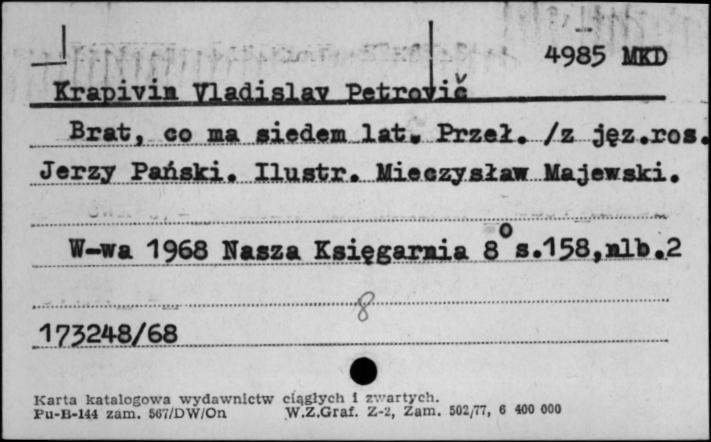 4985 MKD
Krapivin Vladislav Petrovič
Brat, co ma siedem lat. Przeł. /z jęz.ros.
Jerzy Pański. Ilustr. Mieczysław Majewski.
W-wa 1968 Nasza Księgarnia 8° s.158,nlb.2
8
173248/68
Karta katalogowa wydawnictw ciągłych i zwartych.
Pu-B-144 zam. 567/DW/On W.Z.Graf. Z-2, Zam. 502/77, 6 400 000